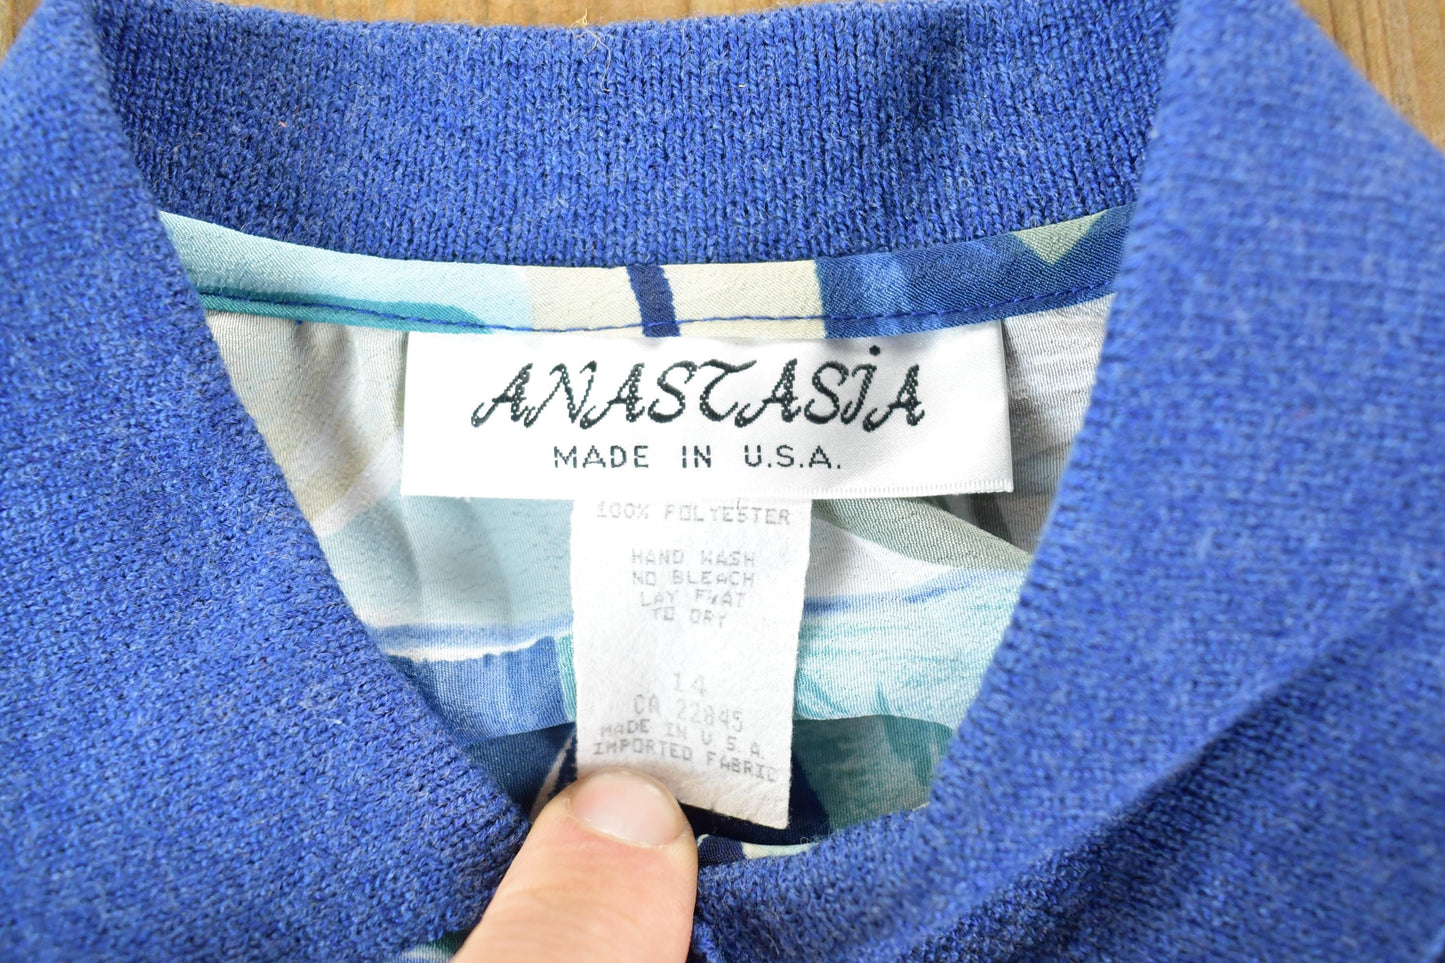 ANASTASIA
MADE IN U.S.A.
100% POLYESTER
HAND WASH
NO BLEACH
LAY FLAT
TO DRY
14
CA 22845
MADE IN U.S.A.
IMPORTED FABRIC